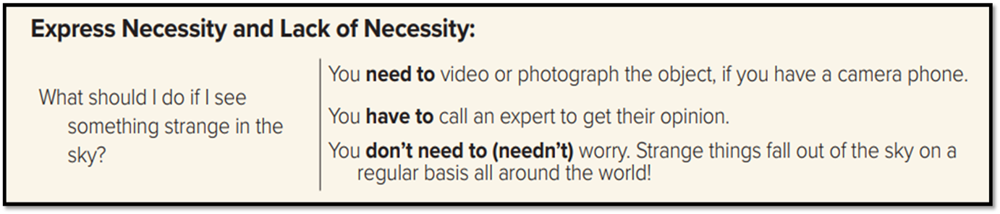 Express Necessity and Lack of Necessity:
What should I do if I see
something strange in the
sky?
You need to video or photograph the object, if you have a camera phone.
You have to call an expert to get their opinion.
You don't need to (needn't) worry. Strange things fall out of the sky on a
regular basis all around the world!